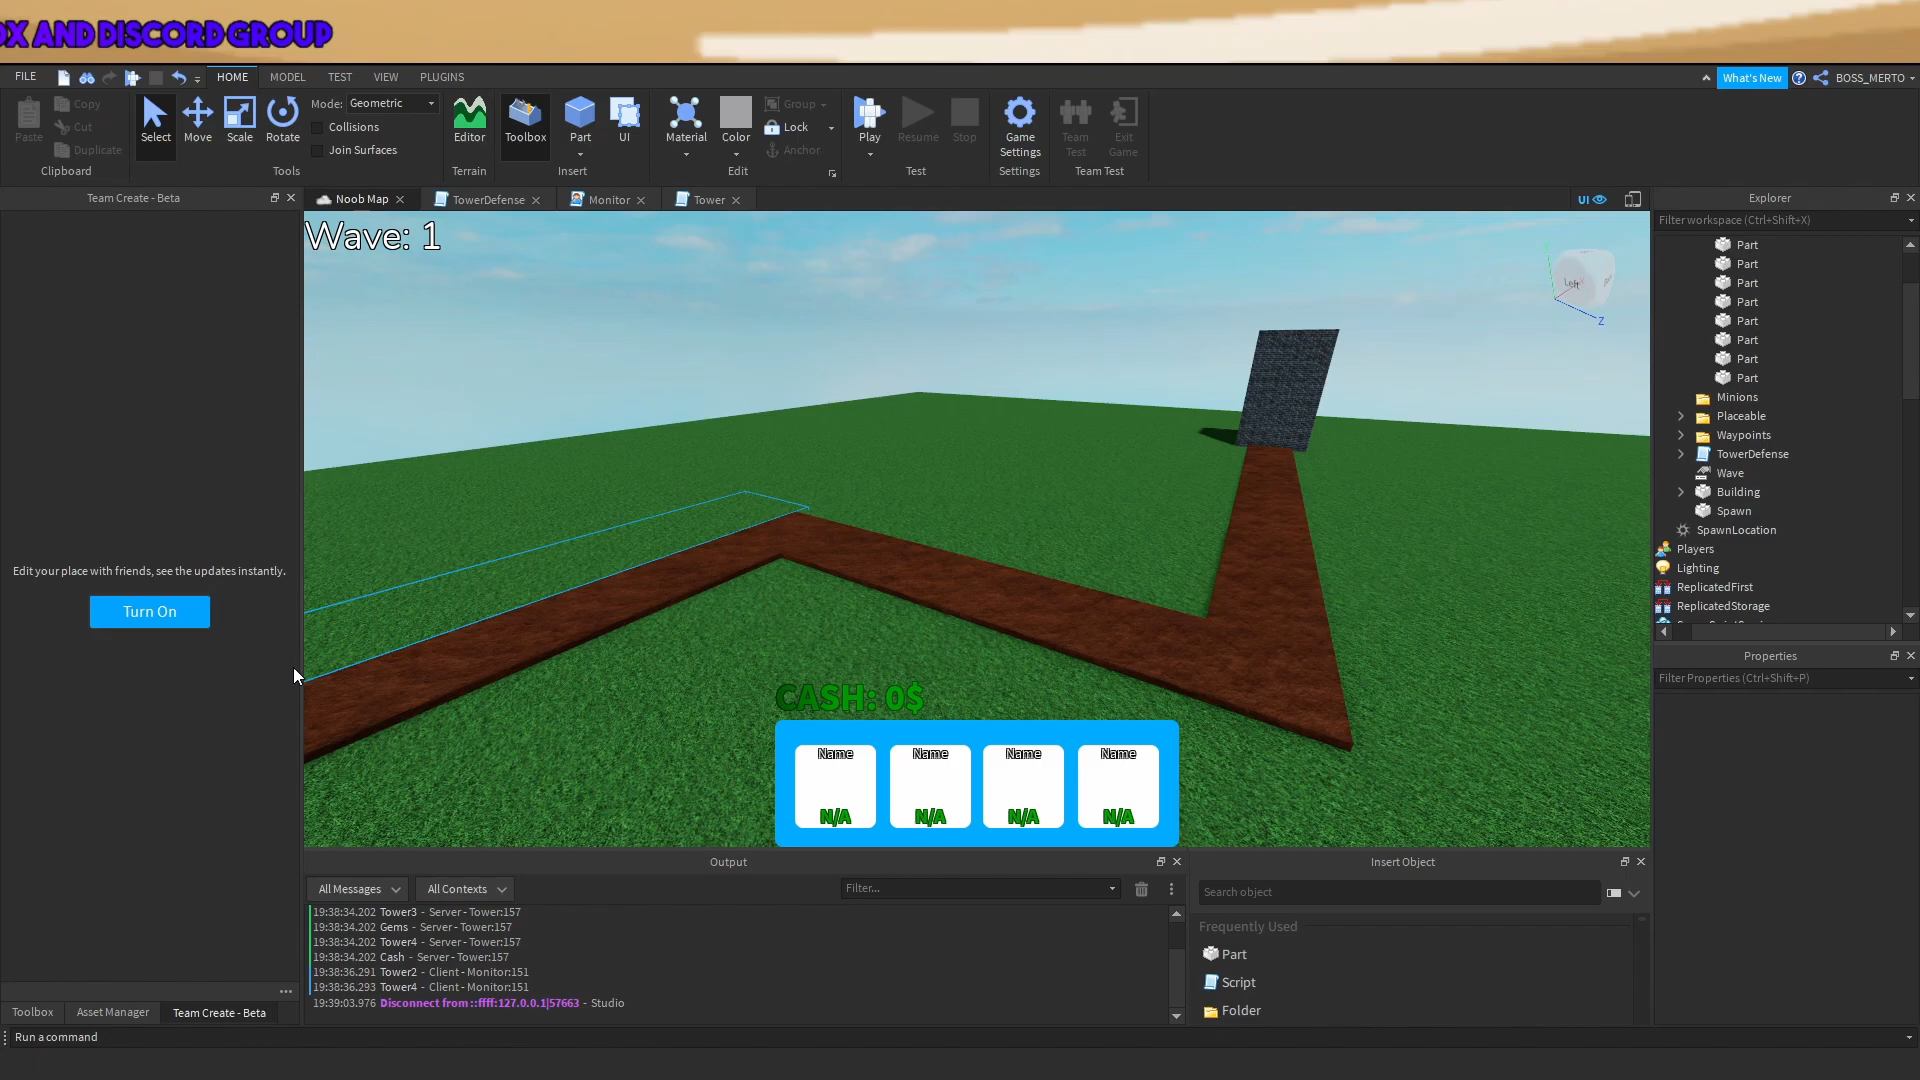 OX AND DISCORD GROUP
FILE HOME MODEL TEST VIEW PLUGINS What's New BOSS_MERTO
Paste Copy Cut Duplicate Clipboard
Select Move Scale Rotate Mode: Geometric Collisions Join Surfaces Tools
Editor Terrain
Toolbox Part UI Insert
Material Color Group Lock Anchor Edit
Play Resume Stop Test
Game Settings Settings
Team Test Exit Game Team Test
Team Create - Beta
Noob Map TowerDefense Monitor Tower UI
Edit your place with friends, see the updates instantly.
Turn On
Toolbox Asset Manager Team Create - Beta
Wave: 1
Left
Z
CASH: 0$
Name Name Name Name
N/A N/A N/A N/A
Output
All Messages All Contexts Filter...
19:38:34.202 Tower3 - Server - Tower:157
19:38:34.202 Gems - Server - Tower:157
19:38:34.202 Tower4 - Server - Tower:157
19:38:34.202 Cash - Server - Tower:157
19:38:36.291 Tower2 - Client - Monitor:151
19:38:36.293 Tower4 - Client - Monitor:151
19:39:03.976 Disconnect from ::ffff:127.0.0.1|57663 - Studio
Insert Object
Search object
Frequently Used
Part
Script
Folder
Explorer
Filter workspace (Ctrl+Shift+X)
Part
Part
Part
Part
Part
Part
Part
Part
Minions
Placeable
Waypoints
TowerDefense
Wave
Building
Spawn
SpawnLocation
Players
Lighting
ReplicatedFirst
ReplicatedStorage
Properties
Filter Properties (Ctrl+Shift+P)
Run a command